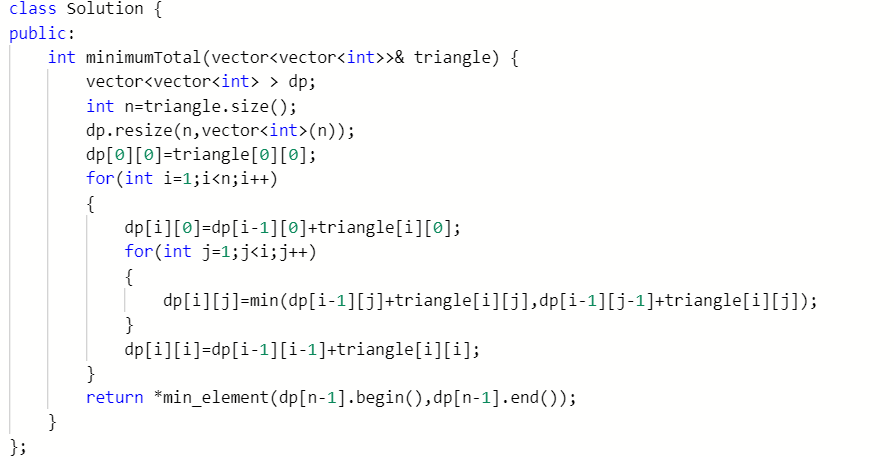 class Solution {
public:
    int minimumTotal(vector<vector<int>>& triangle) {
        vector<vector<int> > dp;
        int n=triangle.size();
        dp.resize(n,vector<int>(n));
        dp[0][0]=triangle[0][0];
        for(int i=1;i<n;i++)
        {
            dp[i][0]=dp[i-1][0]+triangle[i][0];
            for(int j=1;j<i;j++)
            {
                dp[i][j]=min(dp[i-1][j]+triangle[i][j],dp[i-1][j-1]+triangle[i][j]);
            }
            dp[i][i]=dp[i-1][i-1]+triangle[i][i];
        }
        return *min_element(dp[n-1].begin(),dp[n-1].end());
    }
};